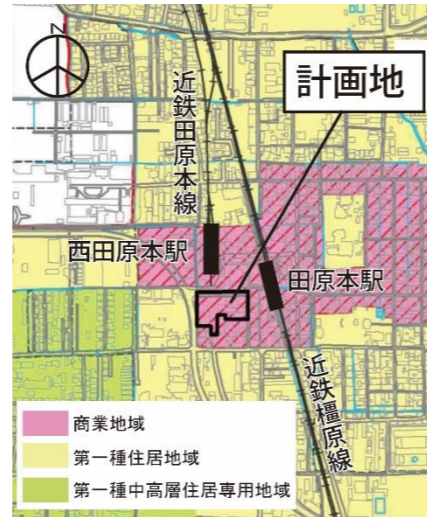 N
近鉄田原本線
計画地
西田原本駅
田原本駅
近鉄橿原線
商業地域
第一種住居地域
第一種中高層住居専用地域